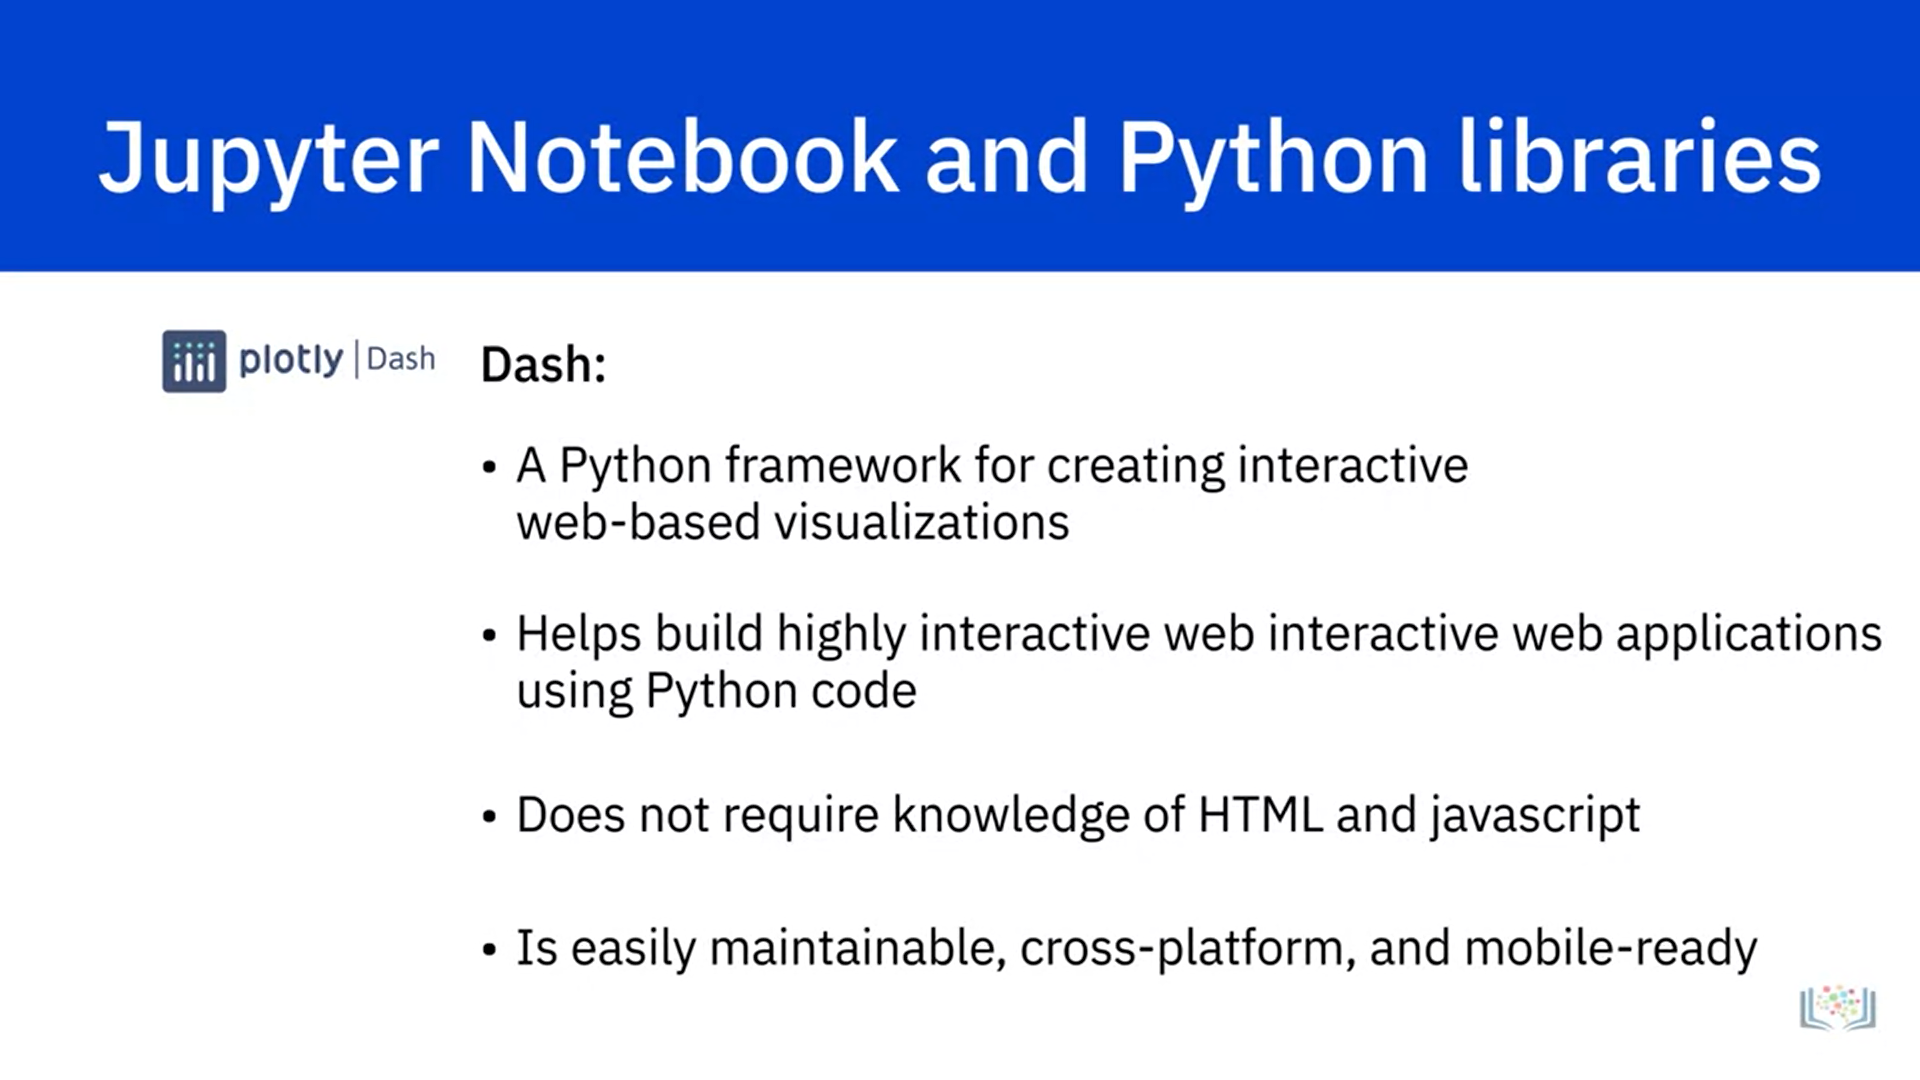 Jupyter Notebook and Python libraries
plotly | Dash
Dash:
• A Python framework for creating interactive
web-based visualizations
• Helps build highly interactive web interactive web applications
using Python code
• Does not require knowledge of HTML and javascript
• Is easily maintainable, cross-platform, and mobile-ready